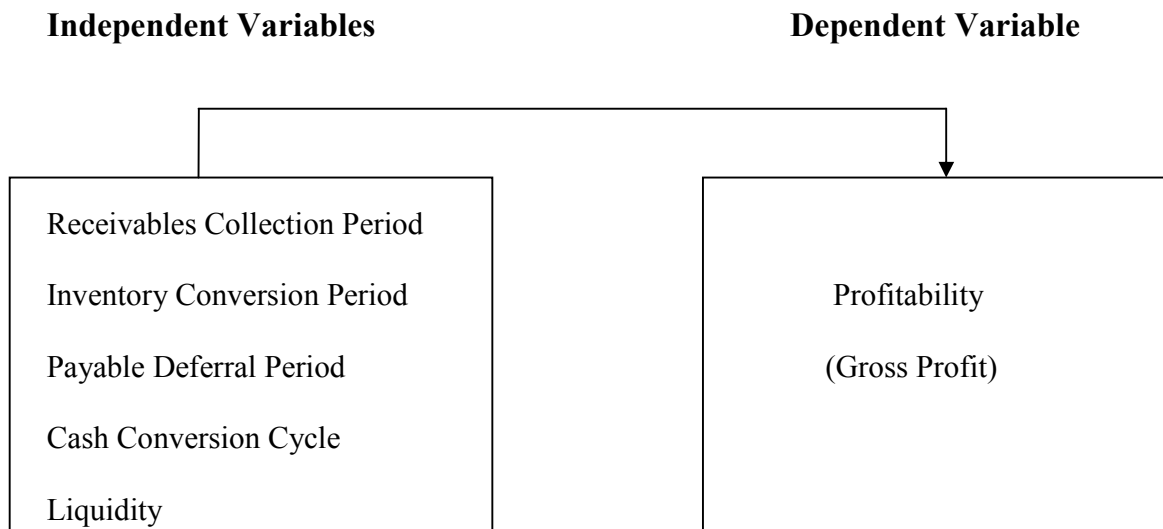 Independent Variables
Dependent Variable
Receivables Collection Period
Inventory Conversion Period
Payable Deferral Period
Cash Conversion Cycle
Liquidity
Profitability
(Gross Profit)